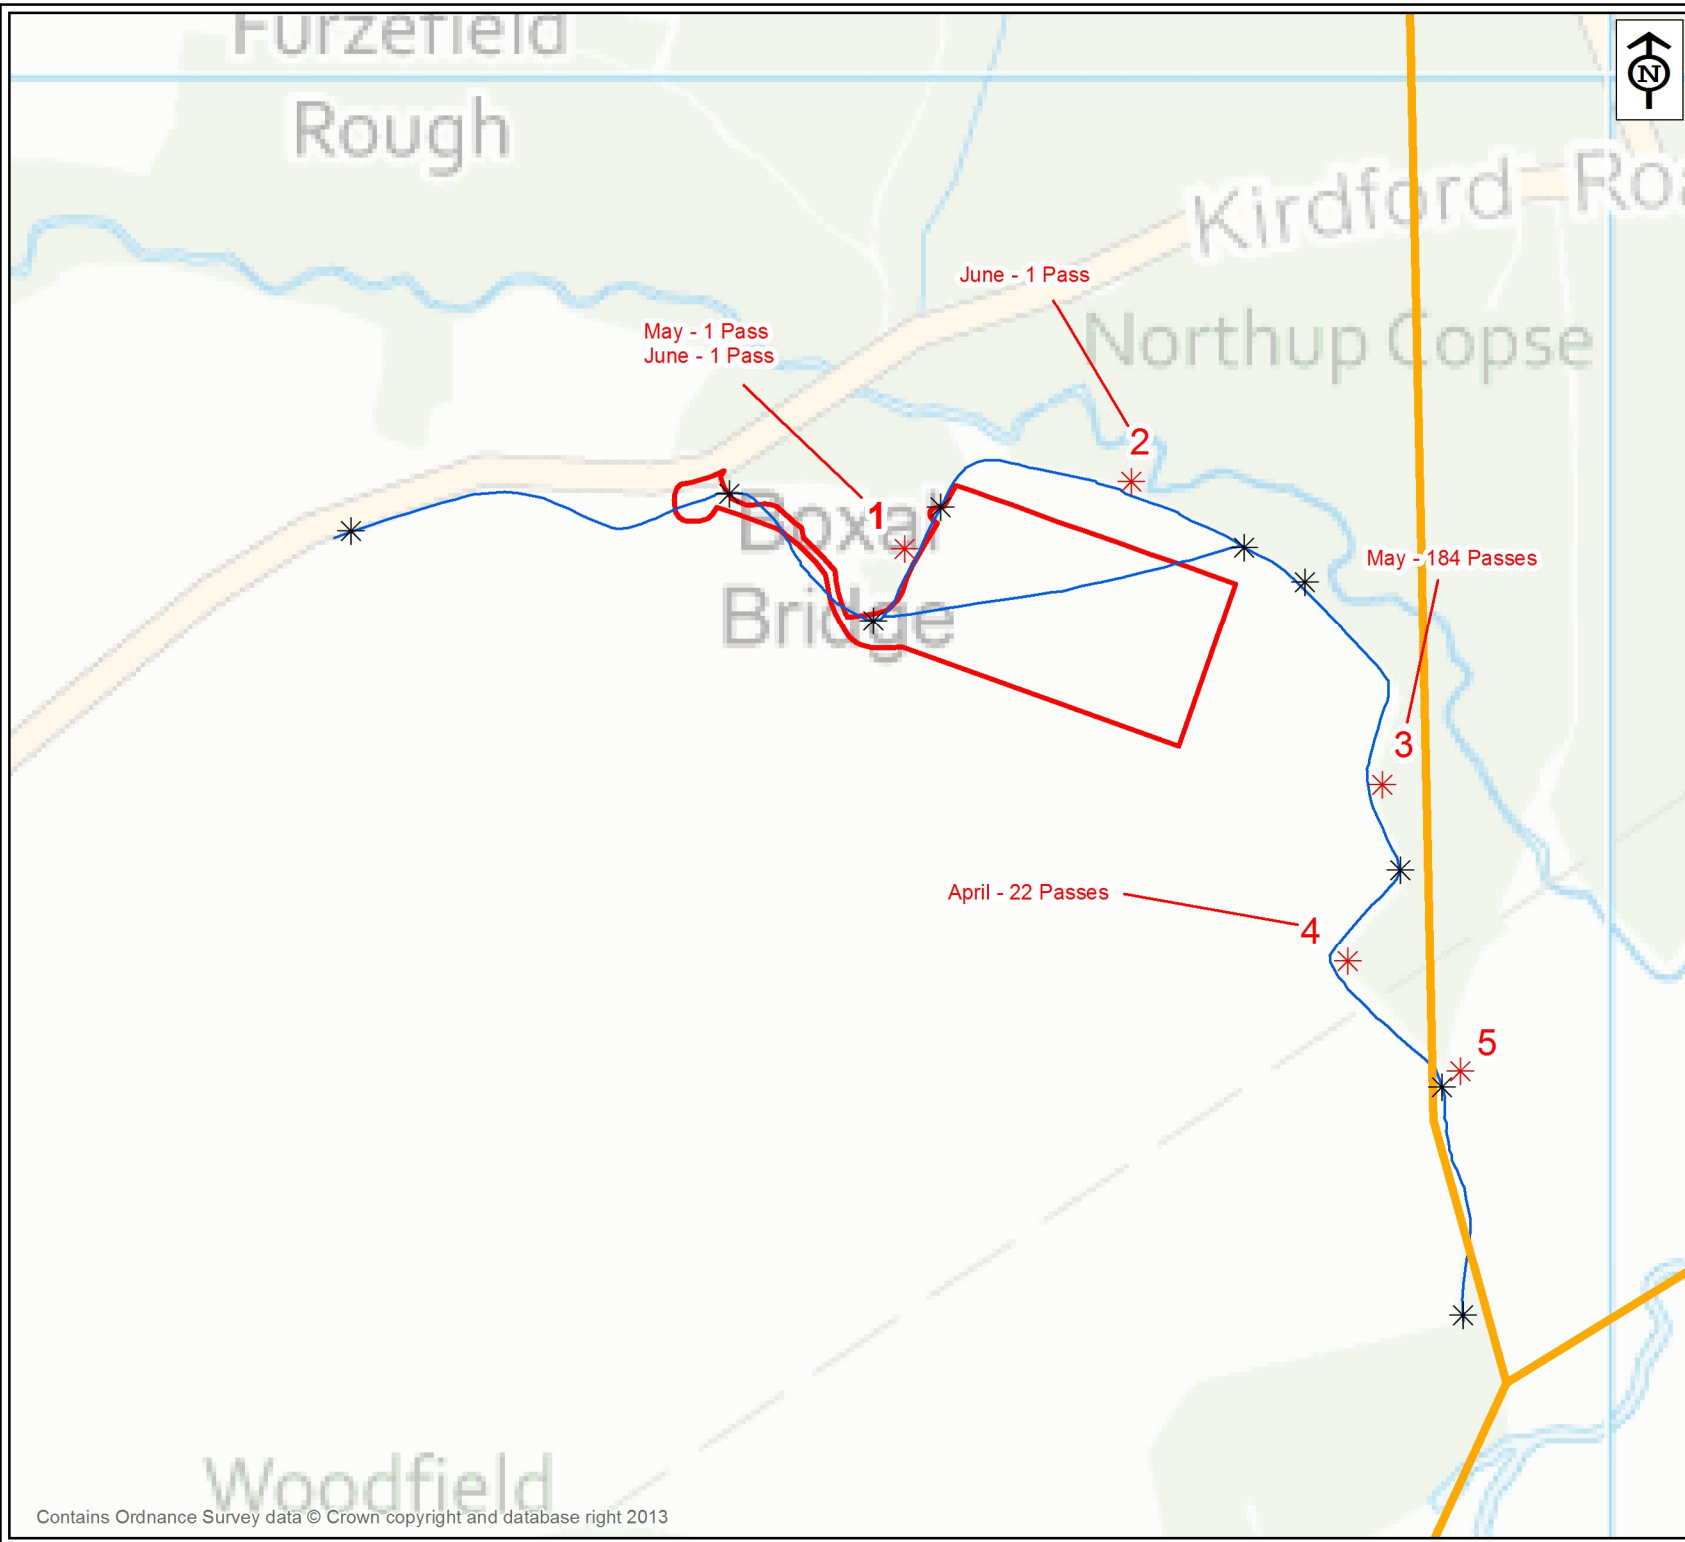 Furzefield
Rough
N
Kirdford Roa
June - 1 Pass
May - 1 Pass
June - 1 Pass
Northup Copse
2
1
Boxal
Bridge
May - 184 Passes
3
April - 22 Passes
4
5
Woodfield
Contains Ordnance Survey data © Crown copyright and database right 2013